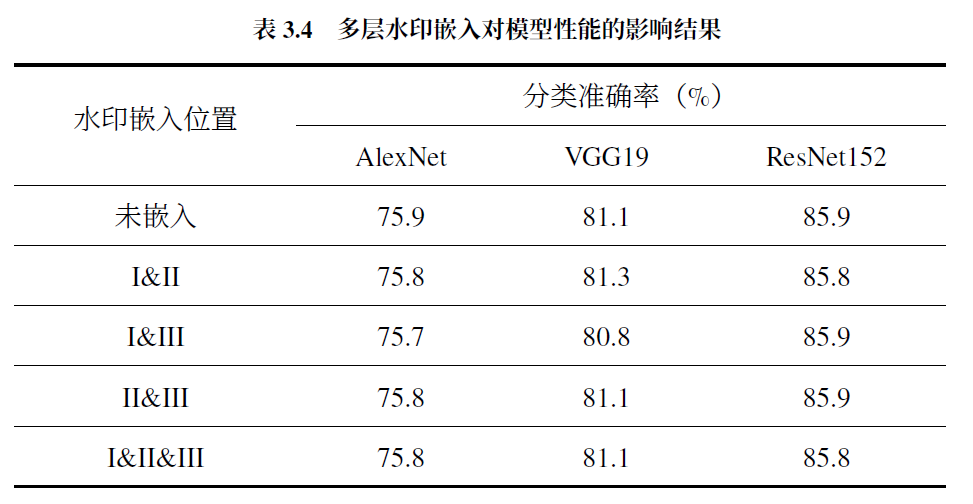 表 3.4 多层水印嵌入对模型性能的影响结果
水印嵌入位置 分类准确率（%）
AlexNet VGG19 ResNet152
未嵌入 75.9 81.1 85.9
I&II 75.8 81.3 85.8
I&III 75.7 80.8 85.9
II&III 75.8 81.1 85.9
I&II&III 75.8 81.1 85.8